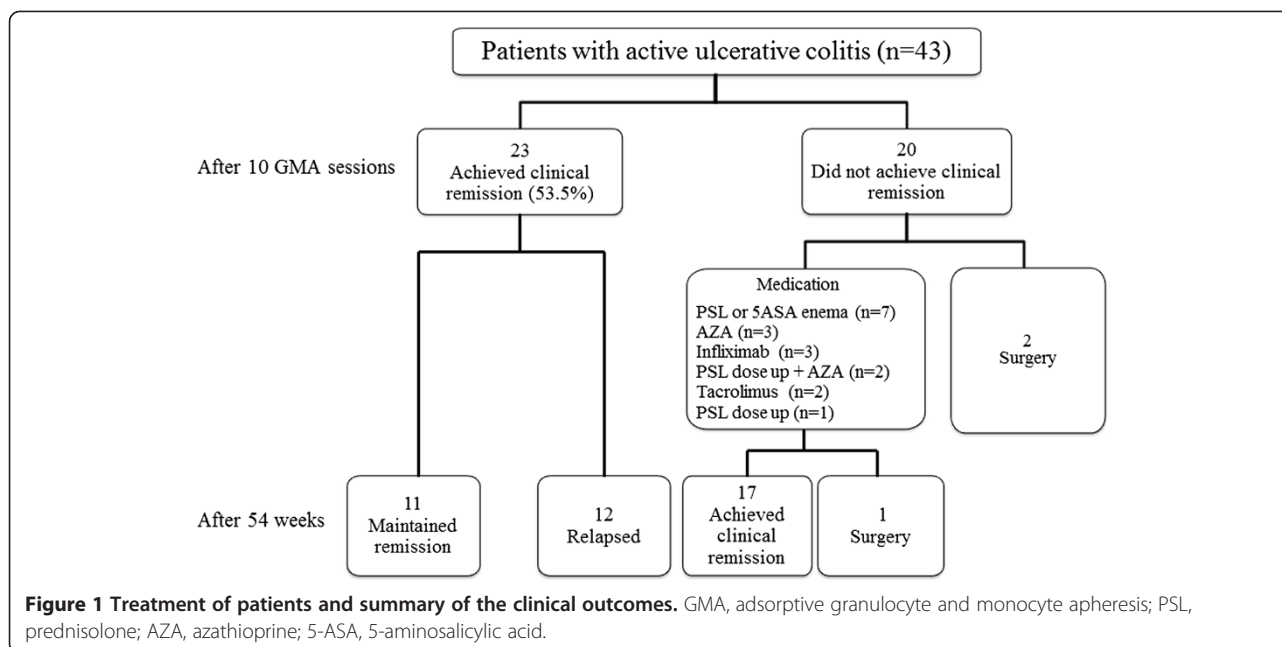 Patients with active ulcerative colitis (n=43)
After 10 GMA sessions
23
Achieved clinical
remission (53.5%)
20
Did not achieve clinical
remission
Medication
PSL or 5ASA enema (n=7)
AZA (n=3)
Infliximab (n=3)
PSL dose up + AZA (n=2)
Tacrolimus (n=2)
PSL dose up (n=1)
2
Surgery
After 54 weeks
11
Maintained
remission
12
Relapsed
17
Achieved
clinical
remission
1
Surgery
Figure 1 Treatment of patients and summary of the clinical outcomes. GMA, adsorptive granulocyte and monocyte apheresis; PSL,
prednisolone; AZA, azathioprine; 5-ASA, 5-aminosalicylic acid.